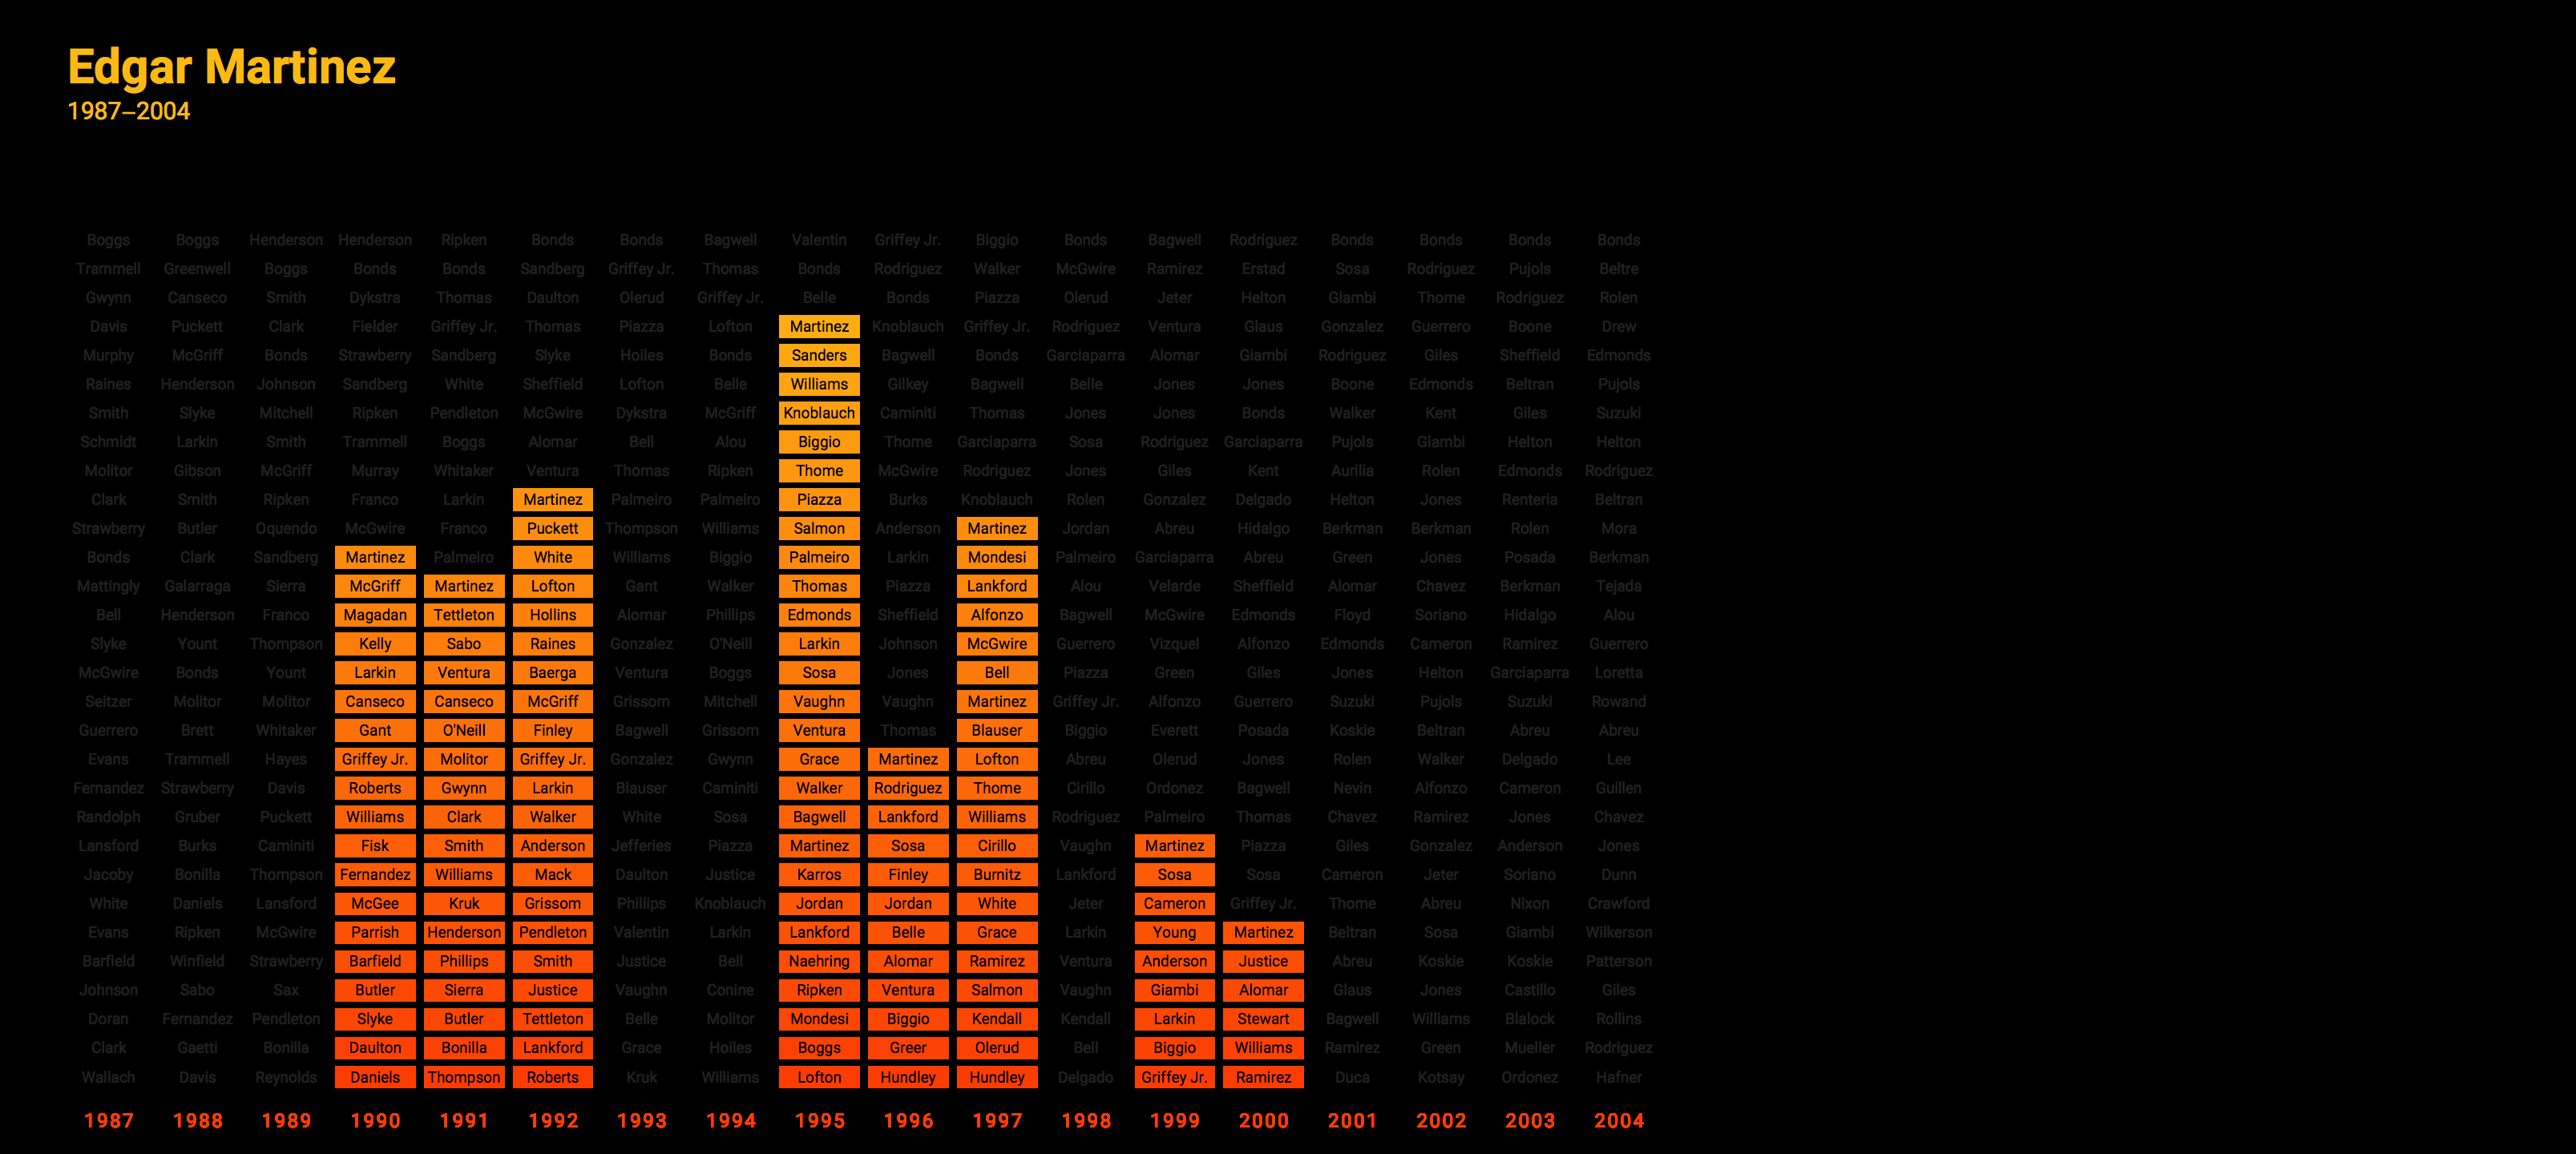 Edgar Martinez
1987–2004
Boggs Boggs Henderson Henderson Ripken Bonds Bonds Bagwell Valentin Griffey Jr. Biggio Bonds Bagwell Rodriguez Bonds Bonds Bonds Bonds
Trammell Greenwell Boggs Bonds Bonds Sandberg Griffey Jr. Thomas Bonds Rodriguez Walker McGwire Ramirez Erstad Sosa Rodriguez Pujols Beltre
Gwynn Canseco Smith Dykstra Thomas Daulton Olerud Griffey Jr. Belle Bonds Piazza Olerud Jeter Helton Giambi Thome Rodriguez Rolen
Davis Puckett Clark Fielder Griffey Jr. Thomas Piazza Lofton Martinez Knoblauch Griffey Jr. Rodriguez Ventura Glaus Gonzalez Guerrero Boone Drew
Murphy McGriff Bonds Strawberry Sandberg Slyke Hoiles Bonds Sanders Bagwell Bonds Garciaparra Alomar Giambi Rodriguez Giles Sheffield Edmonds
Raines Henderson Johnson Sandberg White Sheffield Lofton Belle Williams Gilkey Bagwell Belle Jones Jones Boone Edmonds Beltran Pujols
Smith Slyke Mitchell Ripken Pendleton McGwire Dykstra McGriff Knoblauch Caminiti Thomas Jones Jones Bonds Walker Kent Giles Suzuki
Schmidt Larkin Smith Trammell Boggs Alomar Bell Alou Biggio Thome Garciaparra Sosa Rodriguez Garciaparra Pujols Giambi Helton Helton
Molitor Gibson McGriff Murray Whitaker Ventura Thomas Ripken Thome McGwire Rodriguez Jones Giles Kent Aurilia Rolen Edmonds Rodriguez
Clark Smith Ripken Franco Larkin Martinez Palmeiro Palmeiro Piazza Burks Knoblauch Rolen Gonzalez Delgado Helton Jones Renteria Beltran
Strawberry Butler Oquendo McGwire Franco Puckett Thompson Williams Salmon Anderson Martinez Jordan Abreu Hidalgo Berkman Berkman Rolen Mora
Bonds Clark Sandberg Martinez Palmeiro White Williams Biggio Palmeiro Larkin Mondesi Palmeiro Garciaparra Abreu Green Jones Posada Berkman
Mattingly Galarraga Sierra McGriff Martinez Lofton Gant Walker Thomas Piazza Lankford Alou Velarde Sheffield Alomar Chavez Berkman Tejada
Bell Henderson Franco Magadan Tettleton Hollins Alomar Phillips Edmonds Sheffield Alfonzo Bagwell McGwire Edmonds Floyd Soriano Hidalgo Alou
Slyke Yount Thompson Kelly Sabo Raines Gonzalez O'Neill Larkin Johnson McGwire Guerrero Vizquel Alfonzo Edmonds Cameron Ramirez Guerrero
McGwire Bonds Yount Larkin Ventura Baerga Ventura Boggs Sosa Jones Bell Piazza Green Giles Jones Helton Garciaparra Loretta
Seitzer Molitor Molitor Canseco Canseco McGriff Grissom Mitchell Vaughn Vaughn Martinez Griffey Jr. Alfonzo Guerrero Suzuki Pujols Suzuki Rowand
Guerrero Brett Whitaker Gant O'Neill Finley Bagwell Grissom Ventura Thomas Blauser Biggio Everett Posada Koskie Beltran Abreu Abreu
Evans Trammell Hayes Griffey Jr. Molitor Griffey Jr. Gonzalez Gwynn Grace Martinez Lofton Abreu Olerud Jones Rolen Walker Delgado Lee
Fernandez Strawberry Davis Roberts Gwynn Larkin Blauser Caminiti Walker Rodriguez Thome Cirillo Ordonez Bagwell Nevin Alfonzo Cameron Guillen
Randolph Gruber Puckett Williams Clark Walker White Sosa Bagwell Lankford Williams Rodriguez Palmeiro Thomas Chavez Ramirez Jones Chavez
Lansford Burks Caminiti Fisk Smith Anderson Jefferies Piazza Martinez Sosa Cirillo Vaughn Martinez Piazza Giles Gonzalez Anderson Jones
Jacoby Bonilla Thompson Fernandez Williams Mack Daulton Justice Karros Finley Burnitz Lankford Sosa Sosa Cameron Jeter Soriano Dunn
White Daniels Lansford McGee Kruk Grissom Phillips Knoblauch Jordan Jordan White Jeter Cameron Griffey Jr. Thome Abreu Nixon Crawford
Evans Ripken McGwire Parrish Henderson Pendleton Valentin Larkin Lankford Belle Grace Larkin Young Martinez Beltran Sosa Giambi Wilkerson
Barfield Winfield Strawberry Barfield Phillips Smith Justice Bell Naehring Alomar Ramirez Ventura Anderson Justice Abreu Koskie Koskie Patterson
Johnson Sabo Sax Butler Sierra Justice Vaughn Conine Ripken Ventura Salmon Vaughn Giambi Alomar Glaus Jones Castillo Giles
Doran Fernandez Pendleton Slyke Butler Tettleton Belle Molitor Mondesi Biggio Kendall Kendall Larkin Stewart Bagwell Williams Blalock Rollins
Clark Gaetti Bonilla Daulton Bonilla Lankford Grace Hoiles Boggs Greer Olerud Bell Biggio Williams Ramirez Green Mueller Rodriguez
Wallach Davis Reynolds Daniels Thompson Roberts Kruk Williams Lofton Hundley Hundley Delgado Griffey Jr. Ramirez Duca Kotsay Ordonez Hafner
1987 1988 1989 1990 1991 1992 1993 1994 1995 1996 1997 1998 1999 2000 2001 2002 2003 2004